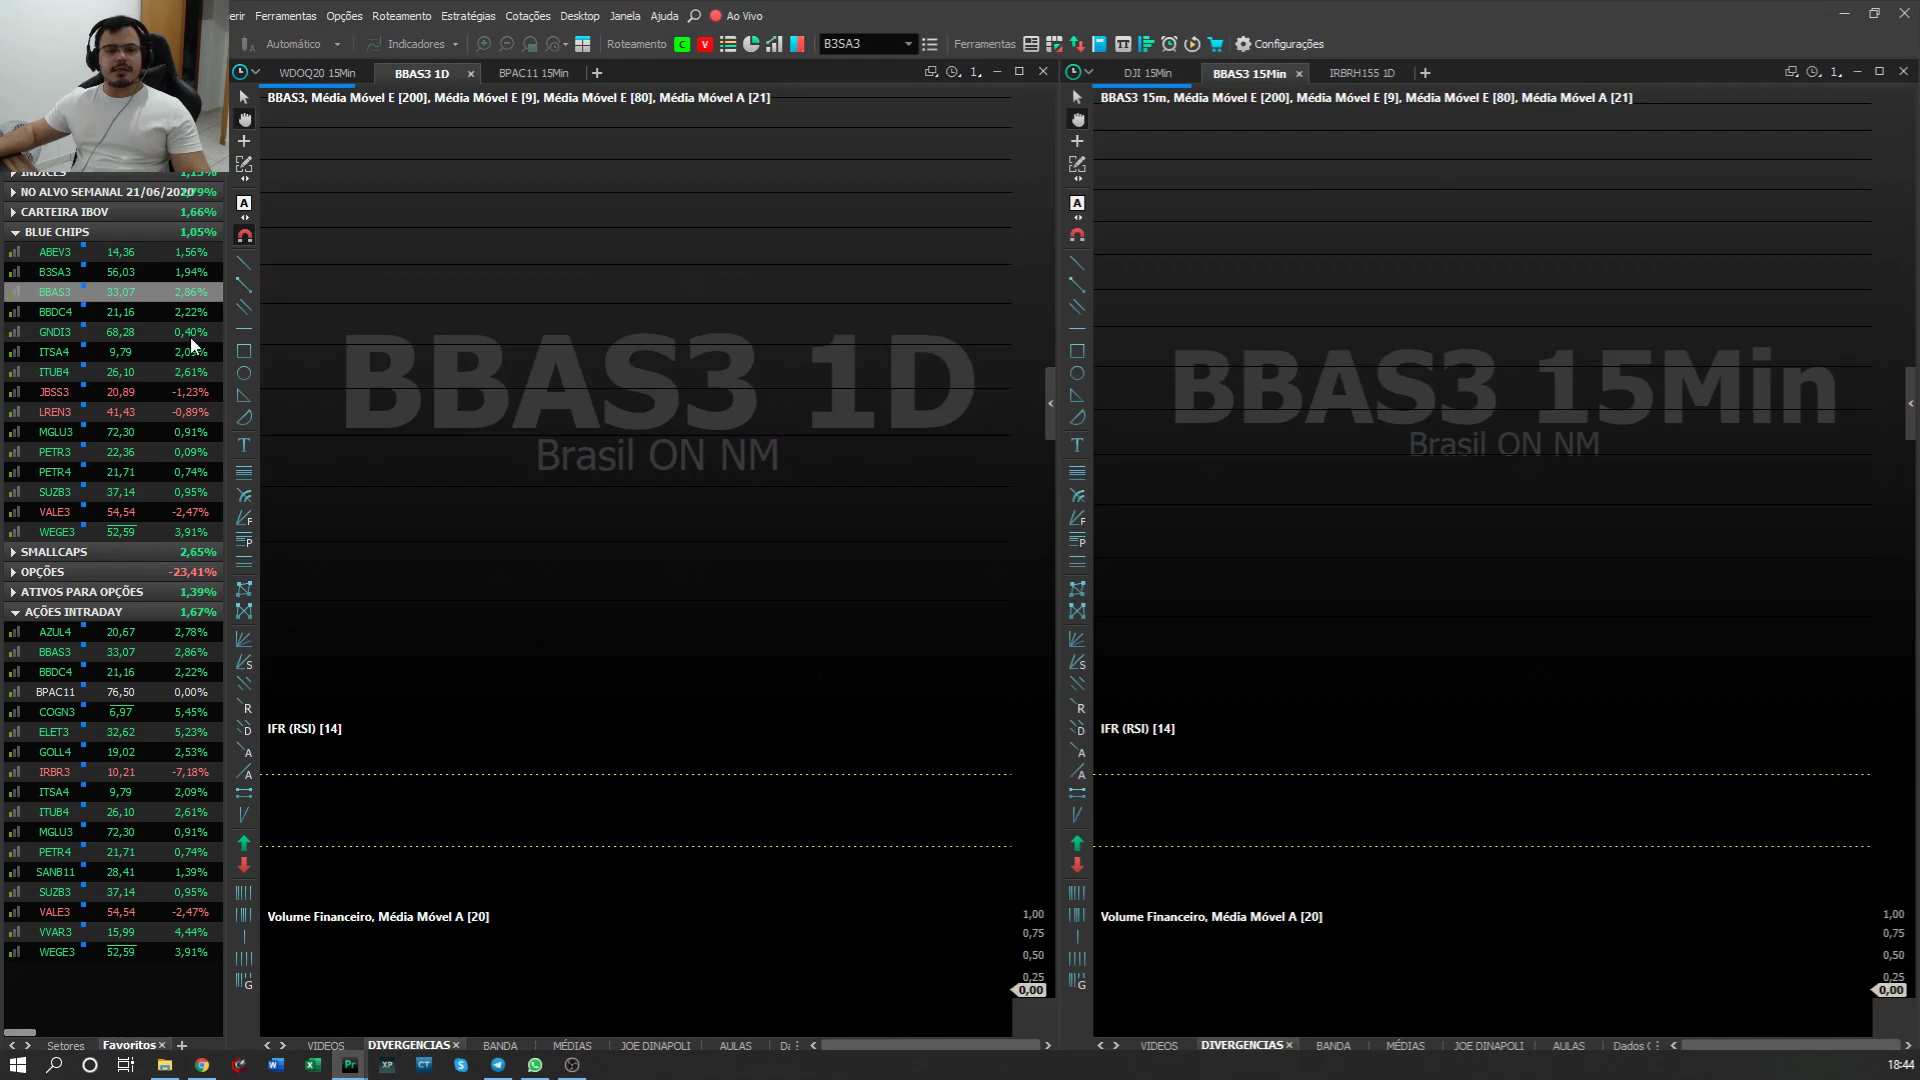 erir Ferramentas Opções Roteamento Estratégias Cotações Desktop Janela Ajuda Ao Vivo
Automático Indicadores Roteamento C V B3SA3 Ferramentas Configurações
WDOQ20 15Min BBAS3 1D BPAC11 15Min 1
DJI 15Min BBAS3 15Min IRBRH155 1D 1
BBAS3, Média Móvel E [200], Média Móvel E [9], Média Móvel E [80], Média Móvel A [21]
BBAS3 15m, Média Móvel E [200], Média Móvel E [9], Média Móvel E [80], Média Móvel A [21]
ÍNDICES 1,15%
NO ALVO SEMANAL 21/06/2020
CARTEIRA IBOV 1,66%
BLUE CHIPS 1,05%
ABEV3 14,36 1,56%
B3SA3 56,03 1,94%
BBAS3 33,07 2,86%
BBDC4 21,16 2,22%
GNDI3 68,28 0,40%
ITSA4 9,79
ITUB4 26,10 2,61%
JBSS3 20,89 -1,23%
LREN3 41,43 -0,89%
MGLU3 72,30 0,91%
PETR3 22,36 0,09%
PETR4 21,71 0,74%
SUZB3 37,14 0,95%
VALE3 54,54 -2,47%
WEGE3 52,59 3,91%
SMALLCAPS 2,65%
OPÇÕES -23,41%
ATIVOS PARA OPÇÕES 1,39%
AÇÕES INTRADAY 1,67%
AZUL4 20,67 2,78%
BBAS3 33,07 2,86%
BBDC4 21,16 2,22%
BPAC11 76,50 0,00%
COGN3 6,97 5,45%
ELET3 32,62 5,23%
GOLL4 19,02 2,53%
IRBR3 10,21 -7,18%
ITSA4 9,79 2,09%
ITUB4 26,10 2,61%
MGLU3 72,30 0,91%
PETR4 21,71 0,74%
SANB11 28,41 1,39%
SUZB3 37,14 0,95%
VALE3 54,54 -2,47%
VVAR3 15,99 4,44%
WEGE3 52,59 3,91%
Setores Favoritos
BBAS3 1D
Brasil ON NM
IFR (RSI) [14]
Volume Financeiro, Média Móvel A [20]
1,00
0,75
0,50
0,25
0,00
VIDEOS DIVERGENCIAS BANDA MÉDIAS JOE DINAPOLI AULAS
BBAS3 15Min
Brasil ON NM
IFR (RSI) [14]
Volume Financeiro, Média Móvel A [20]
1,00
0,75
0,50
0,25
0,00
VIDEOS DIVERGENCIAS BANDA MÉDIAS JOE DINAPOLI AULAS Dados
18:44